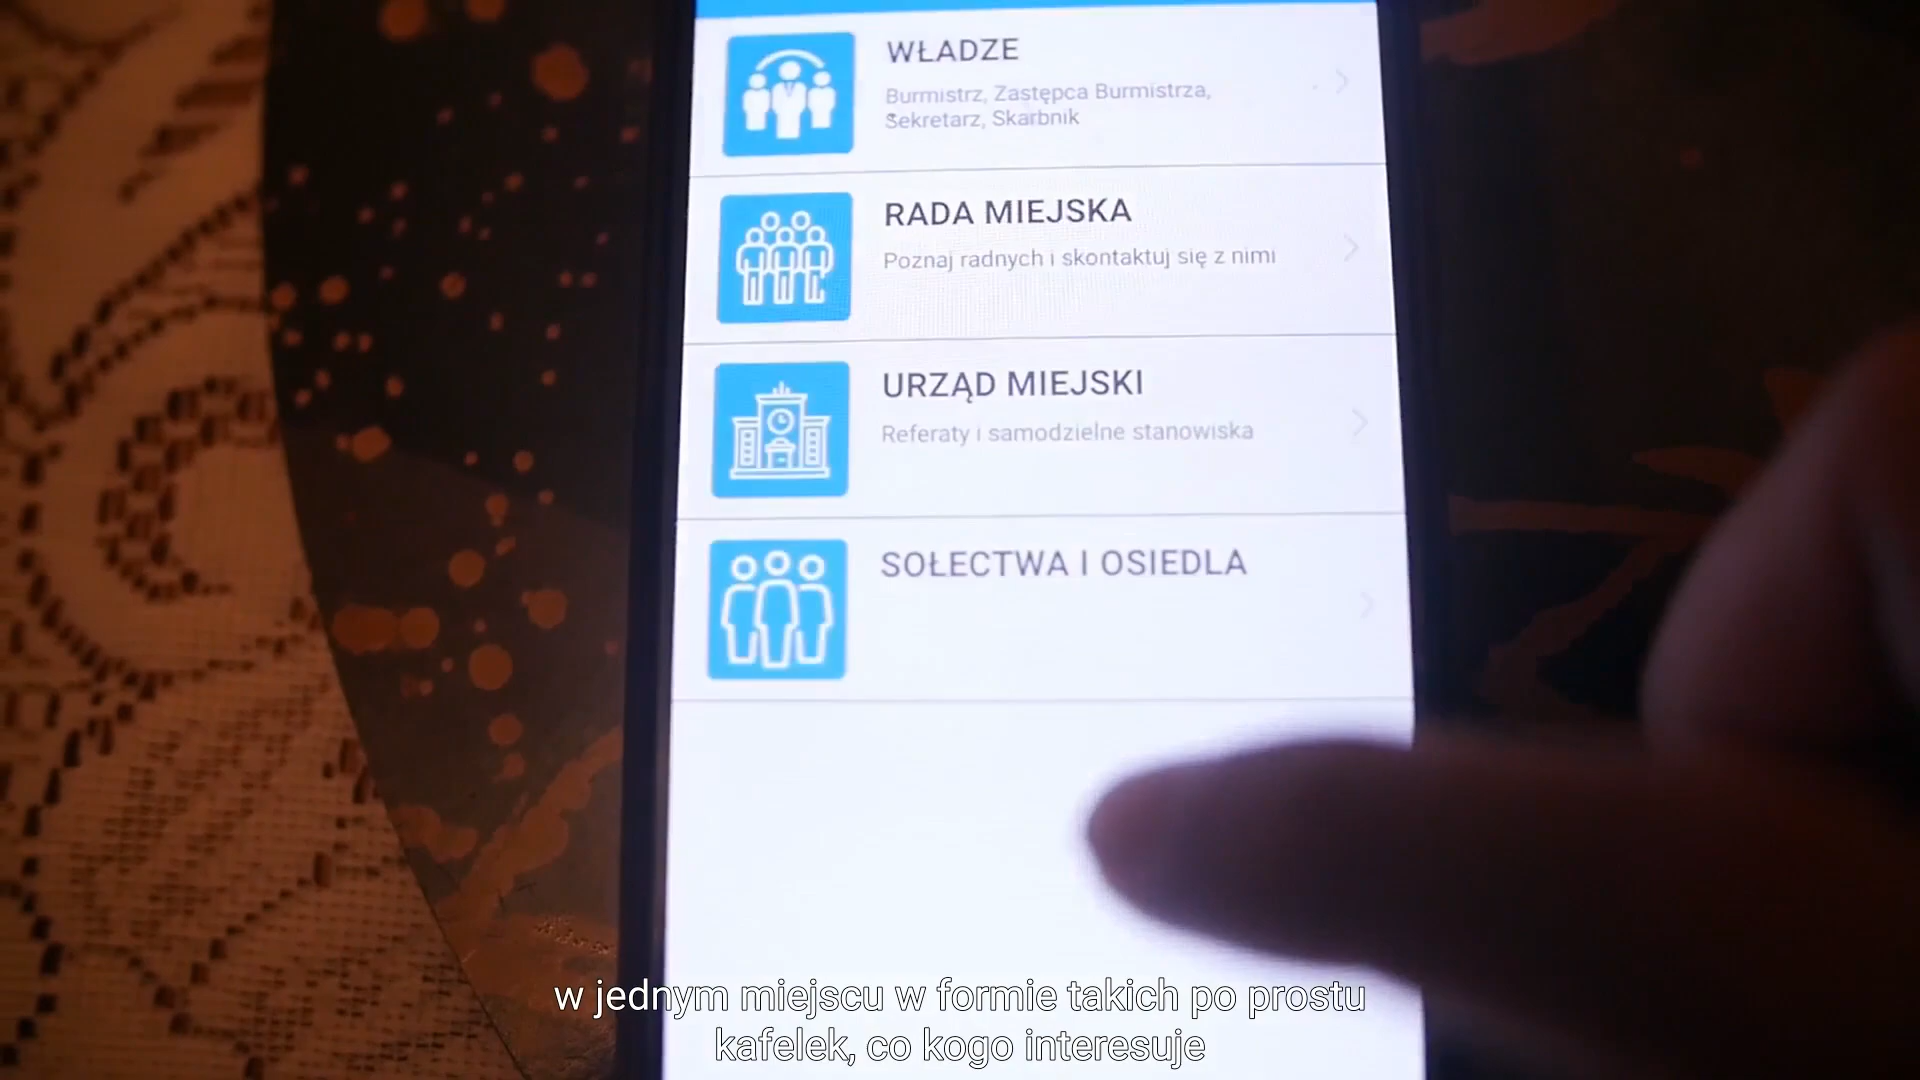 WŁADZE
Burmistrz, Zastępca Burmistrza,
Sekretarz, Skarbnik
RADA MIEJSKA
Poznaj radnych i skontaktuj się z nimi
URZĄD MIEJSKI
Referaty i samodzielne stanowiska
SOŁECTWA I OSIEDLA
w jednym miejscu w formie takich po prostu
kafelek, co kogo interesuje